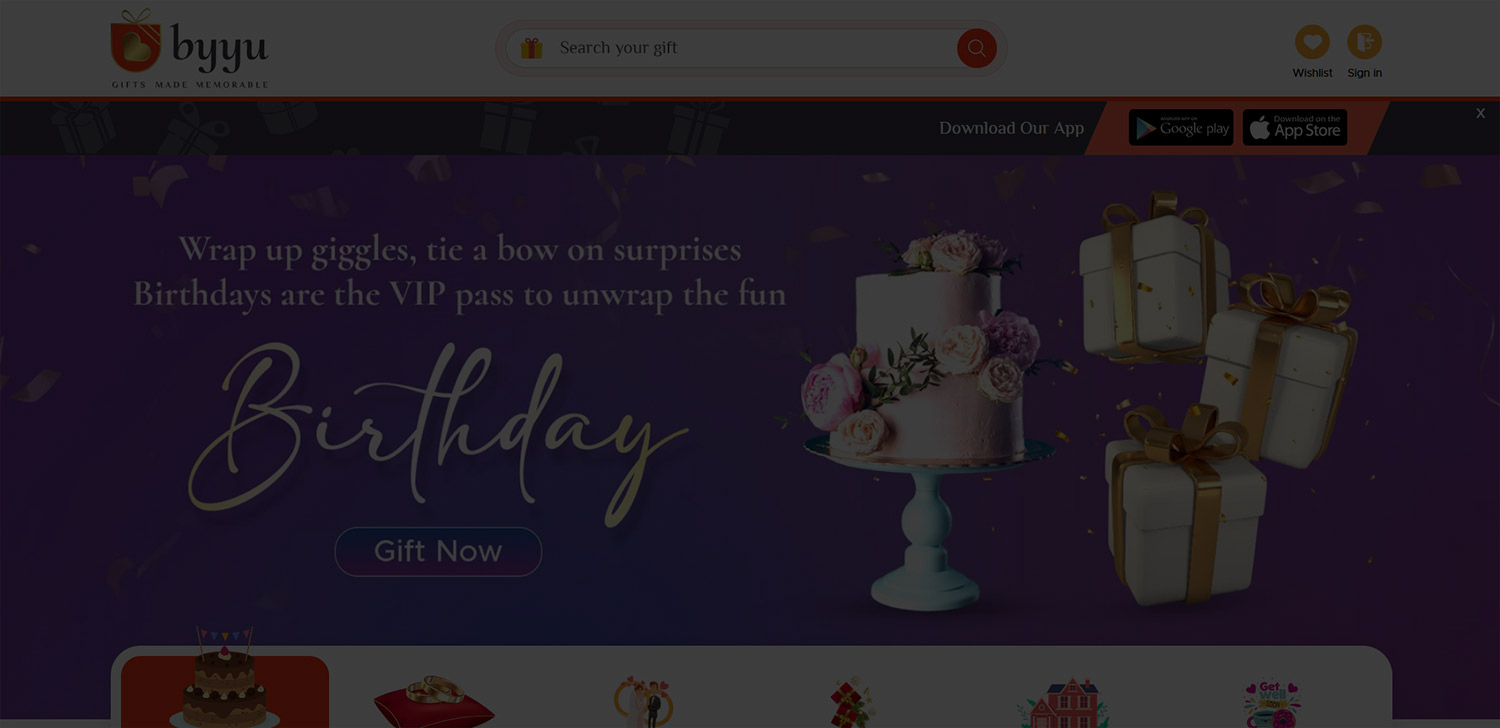 byyu
GIFTS MADE MEMORABLE
Search your gift
Wishlist
Sign in
Download Our App
ANDROID APP ON
Google play
Download on the
App Store
X
Wrap up giggles, tie a bow on surprises
Birthdays are the VIP pass to unwrap the fun
Birthday
Gift Now
Get
well
SOON